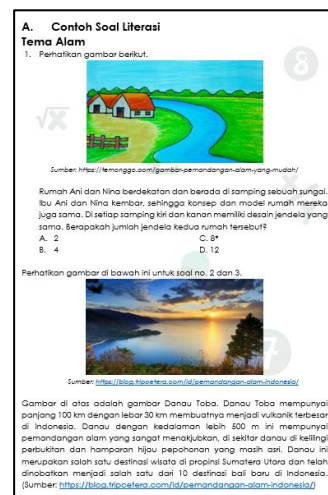 A. Contoh Soal Literasi
Tema Alam
1. Perhatikan gambar berikut.
Sumber: https://temonggo.com/gambar-pemandangan-alam-yang-mudah/
Rumah Ani dan Nina berdekatan dan berada di samping sebuah sungai.
Ibu Ani dan Nina kembar, sehingga konsep dan model rumah mereka
juga sama. Di setiap samping kiri dan kanan memiliki desain jendela yang
sama. Berapakah jumlah jendela kedua rumah tersebut?
A. 2 C. 8*
B. 4 D. 12
Perhatikan gambar di bawah ini untuk soal no. 2 dan 3.
Sumber: https://blog.tripcetera.com/id/pemandangan-alam-indonesia/
Gambar di atas adalah gambar Danau Toba. Danau Toba mempunyai
panjang 100 km dengan lebar 30 km membuatnya menjadi vulkanik terbesar
di Indonesia. Danau dengan kedalaman lebih 500 m ini mempunyai
pemandangan alam yang sangat menakjubkan, di sekitar danau di kelilingi
perbukitan dan hamparan hijau pepohonan yang masih asri. Danau ini
merupakan salah satu destinasi wisata di propinsi Sumatera Utara dan telah
dinobatkan menjadi salah satu dari 10 destinasi bali baru di Indonesia.
(Sumber: https://blog.tripcetera.com/id/pemandangan-alam-indonesia/)